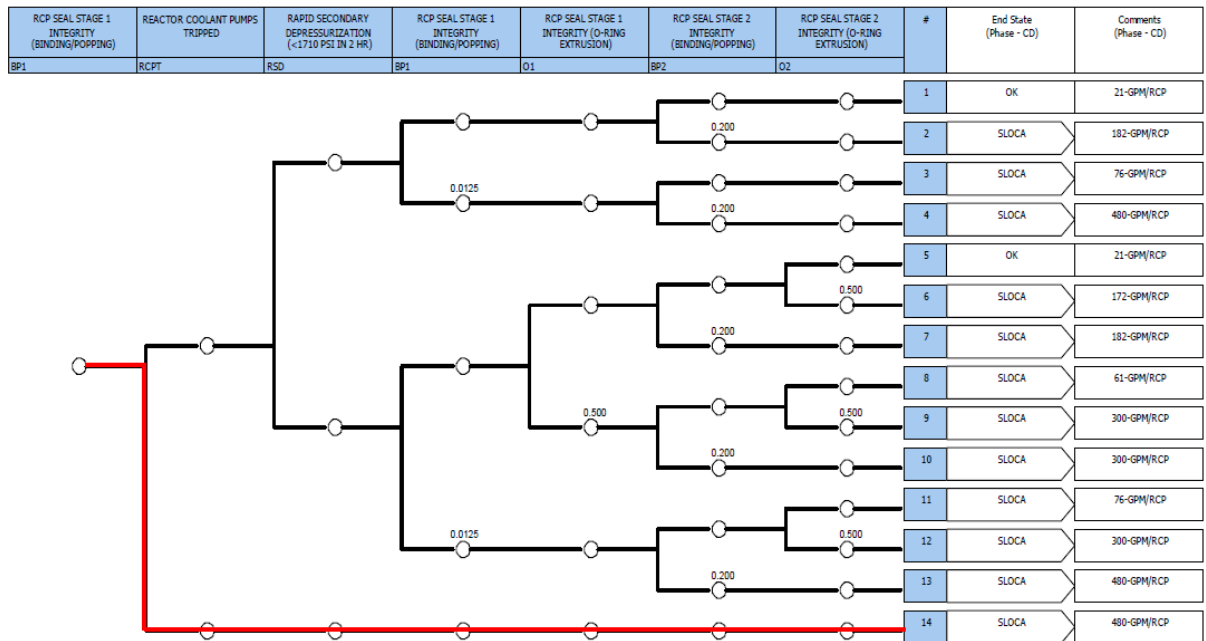 RCP SEAL STAGE 1
INTEGRITY
(BINDING/POPPING)
BP1
REACTOR COOLANT PUMPS
TRIPPED
RCPT
RAPID SECONDARY
DEPRESSURIZATION
(<1710 PSI IN 2 HR)
RSD
RCP SEAL STAGE 1
INTEGRITY
(BINDING/POPPING)
BP1
RCP SEAL STAGE 1
INTEGRITY (O-RING
EXTRUSION)
O1
RCP SEAL STAGE 2
INTEGRITY
(BINDING/POPPING)
BP2
RCP SEAL STAGE 2
INTEGRITY (O-RING
EXTRUSION)
O2
#
End State
(Phase - CD)
Comments
(Phase - CD)
1 OK 21-GPM/RCP
0.200
2 SLOCA 182-GPM/RCP
0.0125
3 SLOCA 76-GPM/RCP
0.200
4 SLOCA 480-GPM/RCP
5 OK 21-GPM/RCP
0.500
6 SLOCA 172-GPM/RCP
0.200
7 SLOCA 182-GPM/RCP
8 SLOCA 61-GPM/RCP
0.500 0.500
9 SLOCA 300-GPM/RCP
0.200
10 SLOCA 300-GPM/RCP
11 SLOCA 76-GPM/RCP
0.0125 0.500
12 SLOCA 300-GPM/RCP
0.200
13 SLOCA 480-GPM/RCP
14 SLOCA 480-GPM/RCP